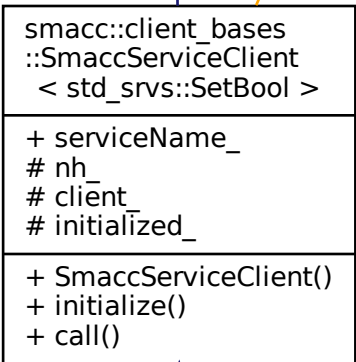 smacc::client_bases
::SmaccServiceClient
< std_srvs::SetBool >
+ serviceName_
# nh_
# client_
# initialized_
+ SmaccServiceClient()
+ initialize()
+ call()